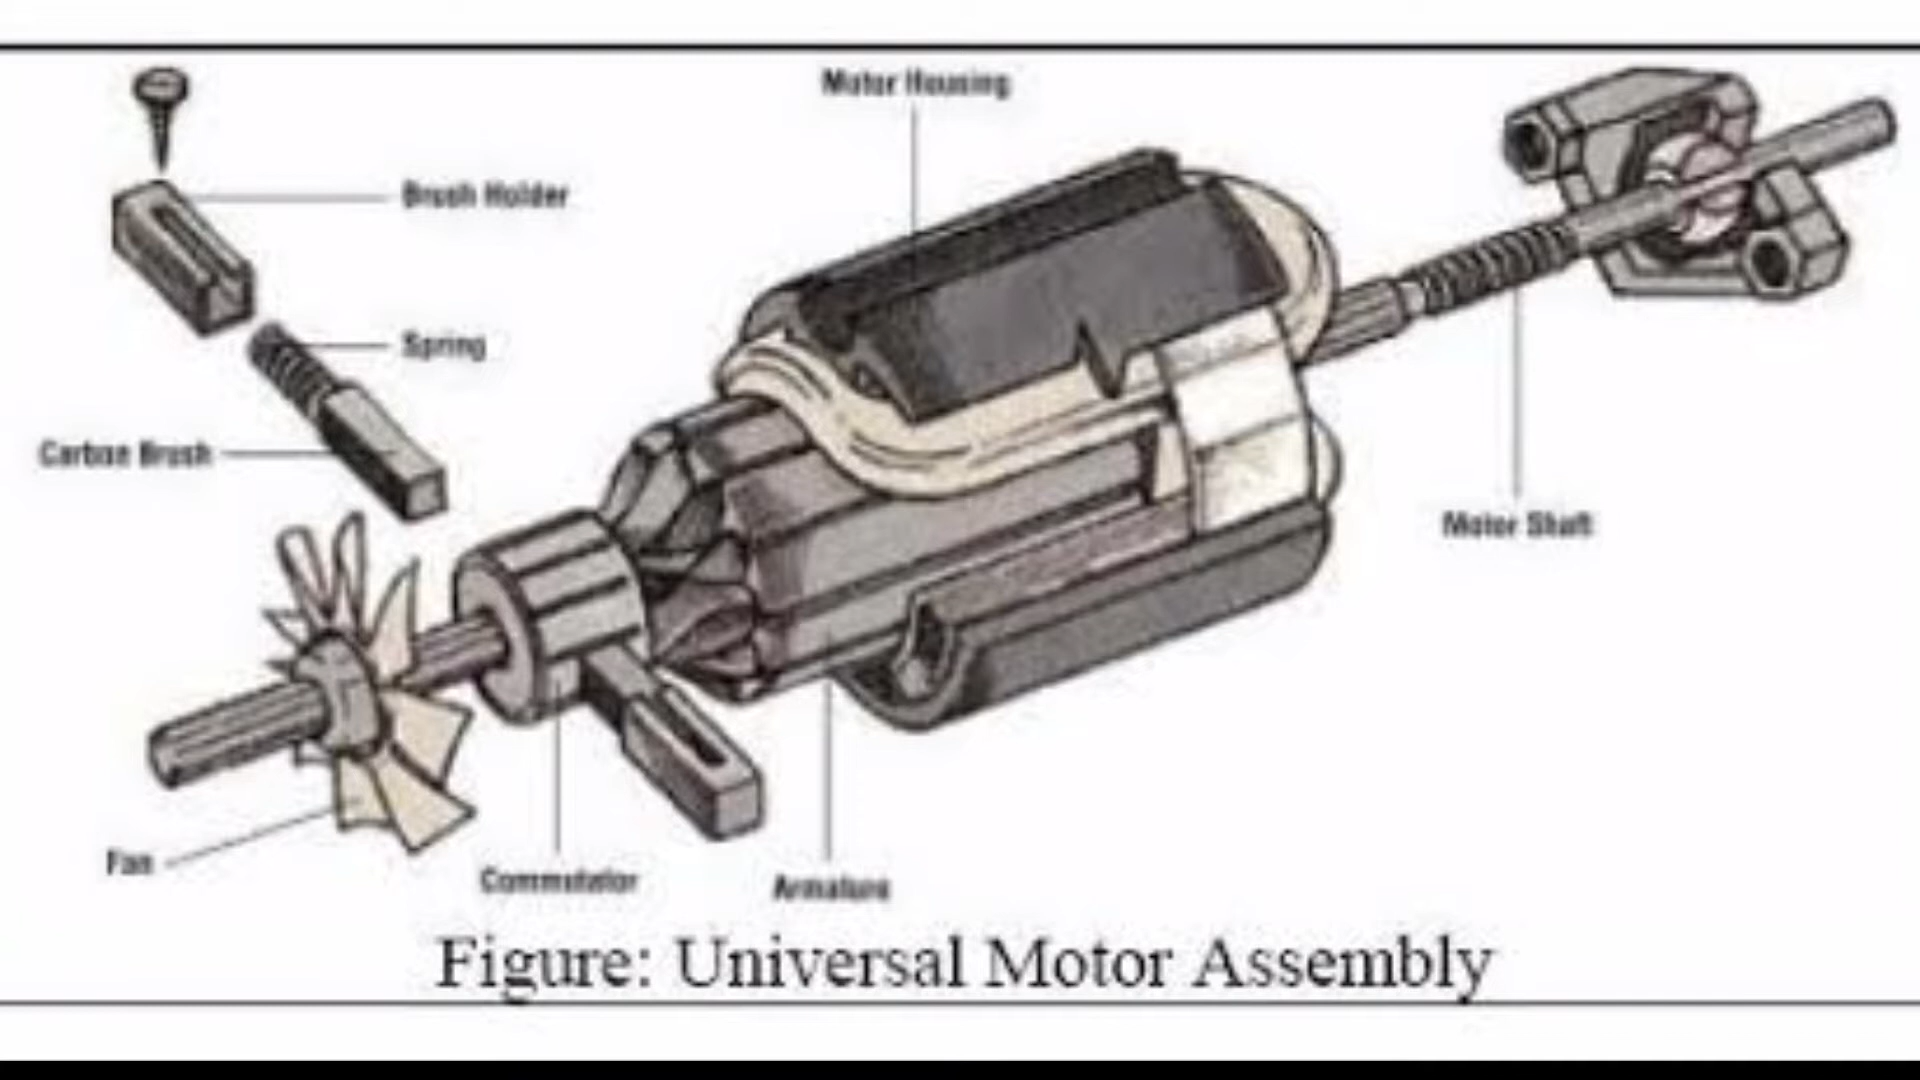 Motor Housing
Brush Holder
Spring
Carbon Brush
Motor Shaft
Fan
Commutator
Armature
Figure: Universal Motor Assembly